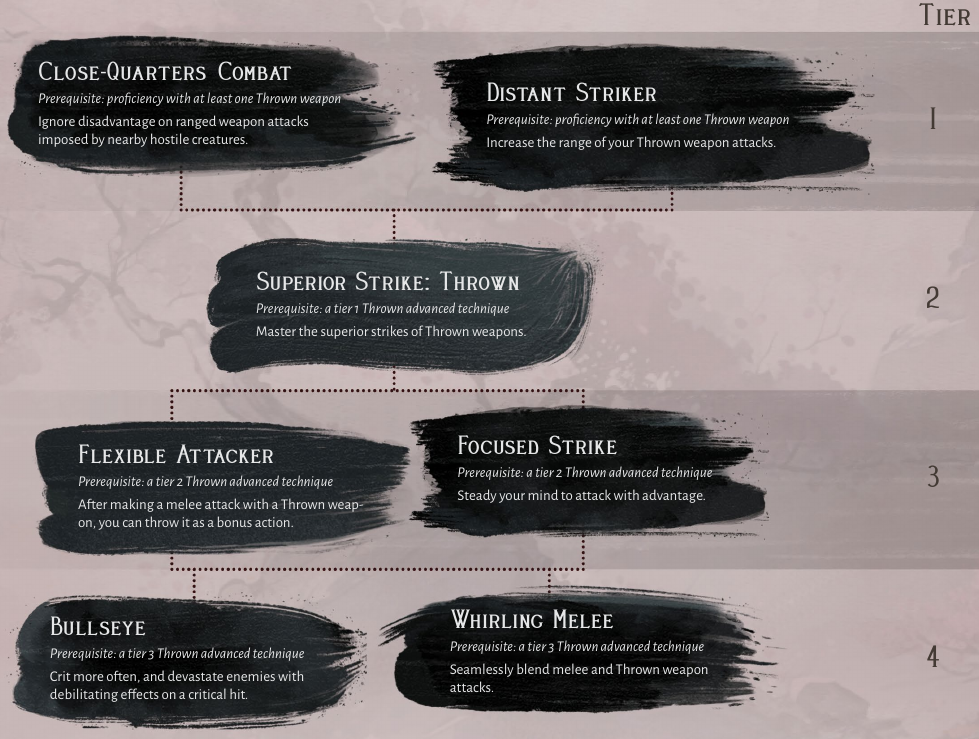 Tier
Close-Quarters Combat
Prerequisite: proficiency with at least one Thrown weapon
Ignore disadvantage on ranged weapon attacks
imposed by nearby hostile creatures.
Distant Striker
Prerequisite: proficiency with at least one Thrown weapon
Increase the range of your Thrown weapon attacks.
1
Superior Strike: Thrown
Prerequisite: a tier 1 Thrown advanced technique
Master the superior strikes of Thrown weapons.
2
Flexible Attacker
Prerequisite: a tier 2 Thrown advanced technique
After making a melee attack with a Thrown weap-
on, you can throw it as a bonus action.
Focused Strike
Prerequisite: a tier 2 Thrown advanced technique
Steady your mind to attack with advantage.
3
Bullseye
Prerequisite: a tier 3 Thrown advanced technique
Crit more often, and devastate enemies with
debilitating effects on a critical hit.
Whirling Melee
Prerequisite: a tier 3 Thrown advanced technique
Seamlessly blend melee and Thrown weapon
attacks.
4